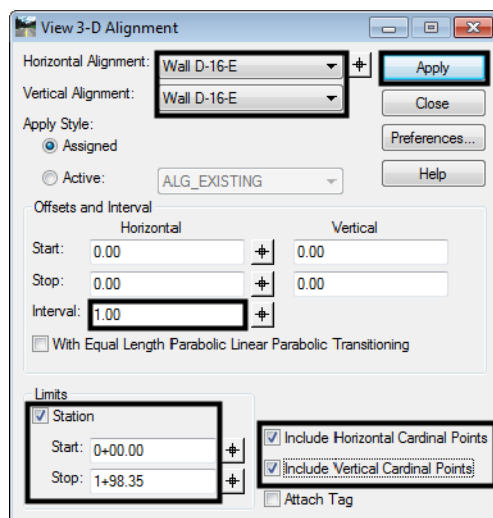 View 3-D Alignment
Horizontal Alignment: Wall D-16-E Apply
Vertical Alignment: Wall D-16-E Close
Apply Style: Preferences...
Assigned
Active: ALG_EXISTING Help
Offsets and Interval
Horizontal Vertical
Start: 0.00 0.00
Stop: 0.00 0.00
Interval: 1.00
With Equal Length Parabolic Linear Parabolic Transitioning
Limits
Station
Start: 0+00.00
Stop: 1+98.35
Include Horizontal Cardinal Points
Include Vertical Cardinal Points
Attach Tag